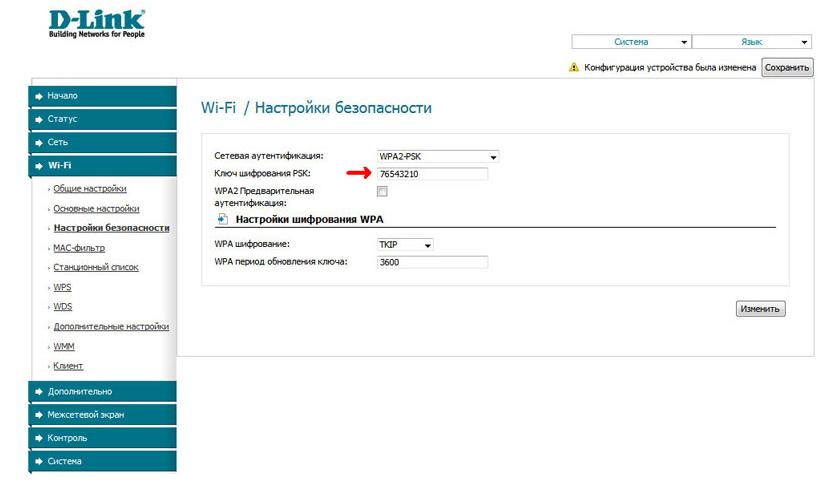 D-Link
Building Networks for People
Система
Язык
Конфигурация устройства была изменена
Сохранить
Начало
Статус
Сеть
Wi-Fi
Общие настройки
Основные настройки
Настройки безопасности
MAC-фильтр
Станционный список
WPS
WDS
Дополнительные настройки
WMM
Клиент
Дополнительно
Межсетевой экран
Контроль
Система
Wi-Fi / Настройки безопасности
Сетевая аутентификация: WPA2-PSK
Ключ шифрования PSK: 76543210
WPA2 Предварительная
аутентификация:
Настройки шифрования WPA
WPA шифрование: TKIP
WPA период обновления ключа: 3600
Изменить